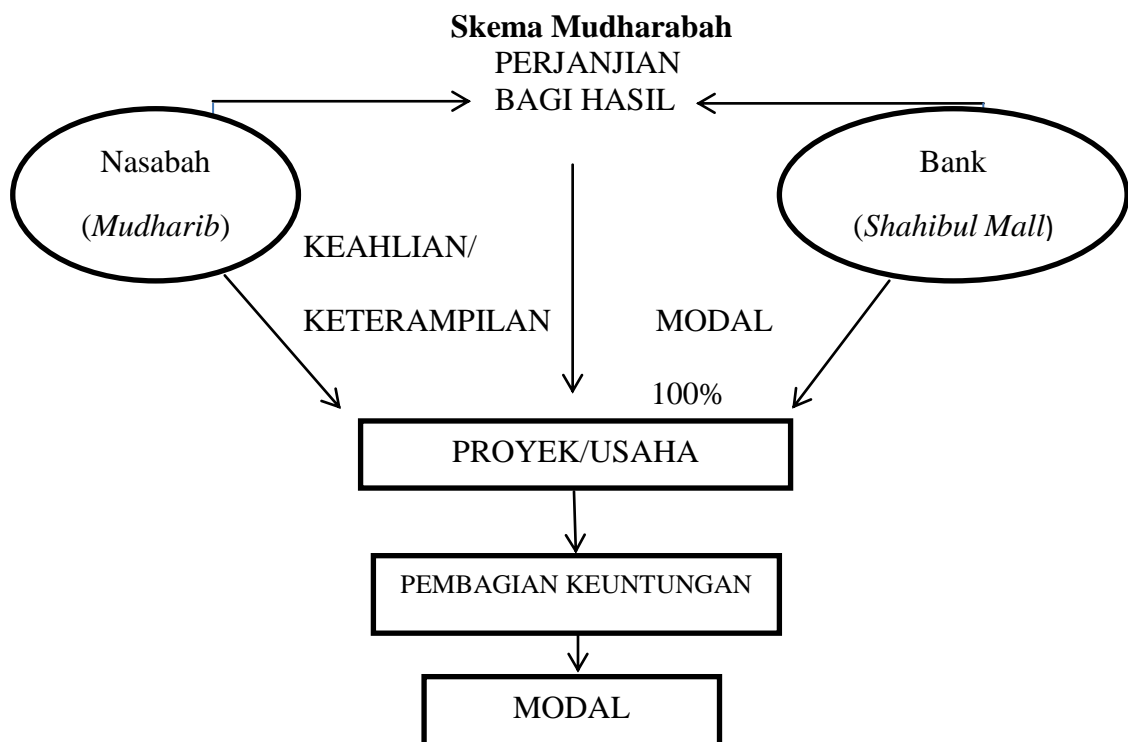 Skema Mudharabah
PERJANJIAN
BAGI HASIL
Nasabah
(Mudharib)
Bank
(Shahibul Mall)
KEAHLIAN/
KETERAMPILAN
MODAL
100%
PROYEK/USAHA
PEMBAGIAN KEUNTUNGAN
MODAL